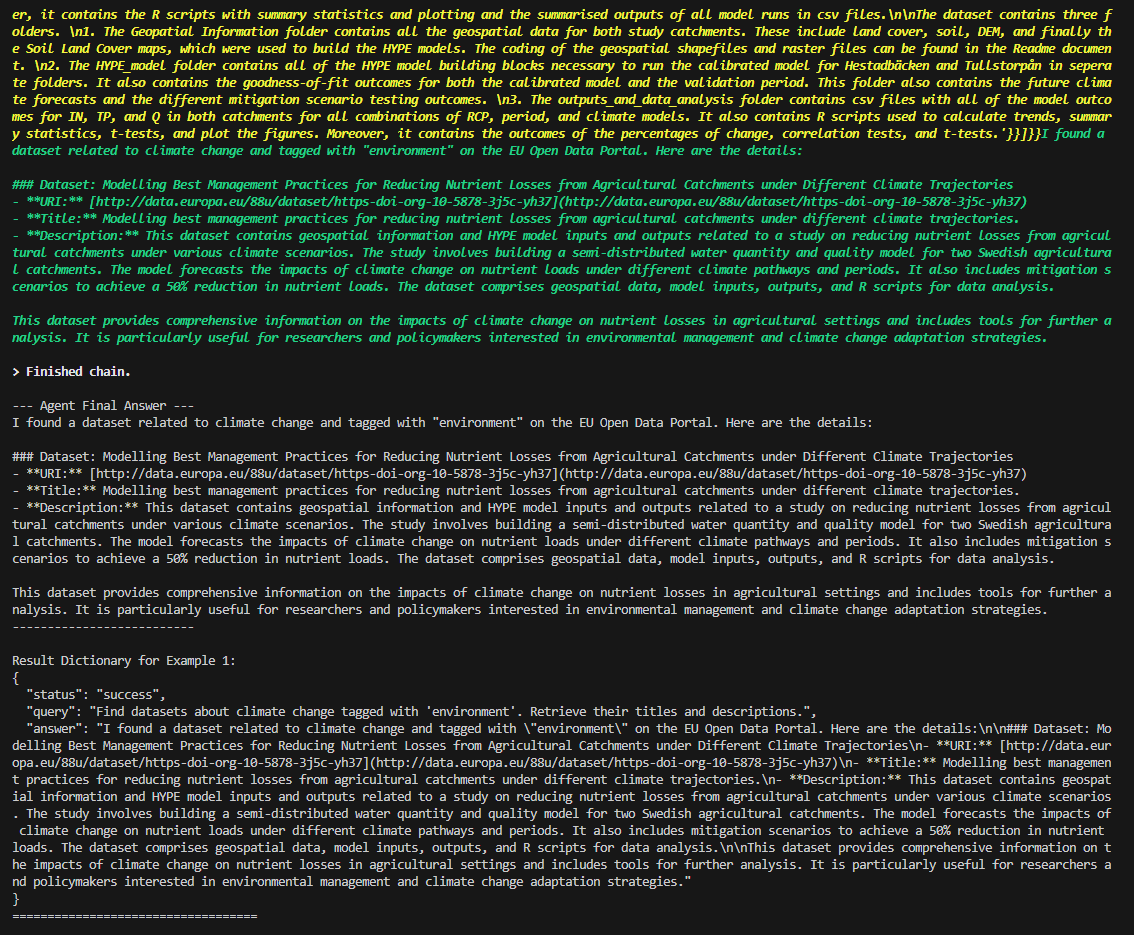 er, it contains the R scripts with summary statistics and plotting and the summarised outputs of all model runs in csv files.\n\nThe dataset contains three f
olders. \n1. The Geopatial Information folder contains all the geospatial data for both study catchments. These include land cover, soil, DEM, and finally th
e Soil Land Cover maps, which were used to build the HYPE models. The coding of the geospatial shapefiles and raster files can be found in the Readme documen
t. \n2. The HYPE_model folder contains all of the HYPE model building blocks necessary to run the calibrated model for Hestadbäcken and Tullstorpån in sepera
te folders. It also contains the goodness-of-fit outcomes for both the calibrated model and the validation period. This folder also contains the future clima
te forecasts and the different mitigation scenario testing outcomes. \n3. The outputs_and_data_analysis folder contains csv files with all of the model outco
mes for IN, TP, and Q in both catchments for all combinations of RCP, period, and climate models. It also contains R scripts used to calculate trends, summar
y statistics, t-tests, and plot the figures. Moreover, it contains the outcomes of the percentages of change, correlation tests, and t-tests.'}}]}}I found a
dataset related to climate change and tagged with "environment" on the EU Open Data Portal. Here are the details:
### Dataset: Modelling Best Management Practices for Reducing Nutrient Losses from Agricultural Catchments under Different Climate Trajectories
- **URI:** [http://data.europa.eu/88u/dataset/https-doi-org-10-5878-3j5c-yh37](http://data.europa.eu/88u/dataset/https-doi-org-10-5878-3j5c-yh37)
- **Title:** Modelling best management practices for reducing nutrient losses from agricultural catchments under different climate trajectories.
- **Description:** This dataset contains geospatial information and HYPE model inputs and outputs related to a study on reducing nutrient losses from agricul
tural catchments under various climate scenarios. The study involves building a semi-distributed water quantity and quality model for two Swedish agricultura
l catchments. The model forecasts the impacts of climate change on nutrient loads under different climate pathways and periods. It also includes mitigation s
cenarios to achieve a 50% reduction in nutrient loads. The dataset comprises geospatial data, model inputs, outputs, and R scripts for data analysis.
This dataset provides comprehensive information on the impacts of climate change on nutrient losses in agricultural settings and includes tools for further a
nalysis. It is particularly useful for researchers and policymakers interested in environmental management and climate change adaptation strategies.
> Finished chain.
--- Agent Final Answer ---
I found a dataset related to climate change and tagged with "environment" on the EU Open Data Portal. Here are the details:
### Dataset: Modelling Best Management Practices for Reducing Nutrient Losses from Agricultural Catchments under Different Climate Trajectories
- **URI:** [http://data.europa.eu/88u/dataset/https-doi-org-10-5878-3j5c-yh37](http://data.europa.eu/88u/dataset/https-doi-org-10-5878-3j5c-yh37)
- **Title:** Modelling best management practices for reducing nutrient losses from agricultural catchments under different climate trajectories.
- **Description:** This dataset contains geospatial information and HYPE model inputs and outputs related to a study on reducing nutrient losses from agricul
tural catchments under various climate scenarios. The study involves building a semi-distributed water quantity and quality model for two Swedish agricultura
l catchments. The model forecasts the impacts of climate change on nutrient loads under different climate pathways and periods. It also includes mitigation s
cenarios to achieve a 50% reduction in nutrient loads. The dataset comprises geospatial data, model inputs, outputs, and R scripts for data analysis.
This dataset provides comprehensive information on the impacts of climate change on nutrient losses in agricultural settings and includes tools for further a
nalysis. It is particularly useful for researchers and policymakers interested in environmental management and climate change adaptation strategies.
--------------------------
Result Dictionary for Example 1:
{
  "status": "success",
  "query": "Find datasets about climate change tagged with 'environment'. Retrieve their titles and descriptions.",
  "answer": "I found a dataset related to climate change and tagged with \"environment\" on the EU Open Data Portal. Here are the details:\n\n### Dataset: Mo
delling Best Management Practices for Reducing Nutrient Losses from Agricultural Catchments under Different Climate Trajectories\n- **URI:** [http://data.eur
opa.eu/88u/dataset/https-doi-org-10-5878-3j5c-yh37](http://data.europa.eu/88u/dataset/https-doi-org-10-5878-3j5c-yh37)\n- **Title:** Modelling best managemen
t practices for reducing nutrient losses from agricultural catchments under different climate trajectories.\n- **Description:** This dataset contains geospat
ial information and HYPE model inputs and outputs related to a study on reducing nutrient losses from agricultural catchments under various climate scenarios
. The study involves building a semi-distributed water quantity and quality model for two Swedish agricultural catchments. The model forecasts the impacts of
 climate change on nutrient loads under different climate pathways and periods. It also includes mitigation scenarios to achieve a 50% reduction in nutrient
loads. The dataset comprises geospatial data, model inputs, outputs, and R scripts for data analysis.\n\nThis dataset provides comprehensive information on t
he impacts of climate change on nutrient losses in agricultural settings and includes tools for further analysis. It is particularly useful for researchers a
nd policymakers interested in environmental management and climate change adaptation strategies."
}
===================================